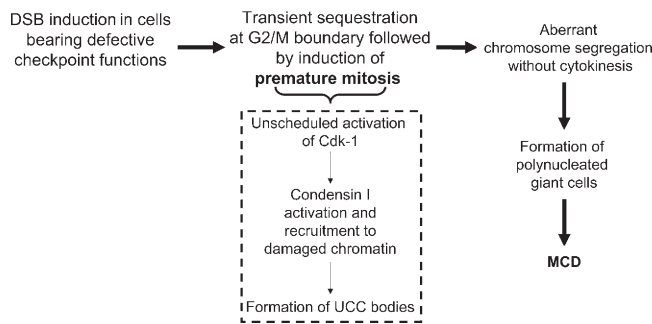 DSB induction in cells
bearing defective
checkpoint functions
Transient sequestration
at G2/M boundary followed
by induction of
premature mitosis
Unscheduled activation
of Cdk-1
Condensin I
activation and
recruitment to
damaged chromatin
Formation of UCC bodies
Aberrant
chromosome segregation
without cytokinesis
Formation of
polynucleated
giant cells
MCD